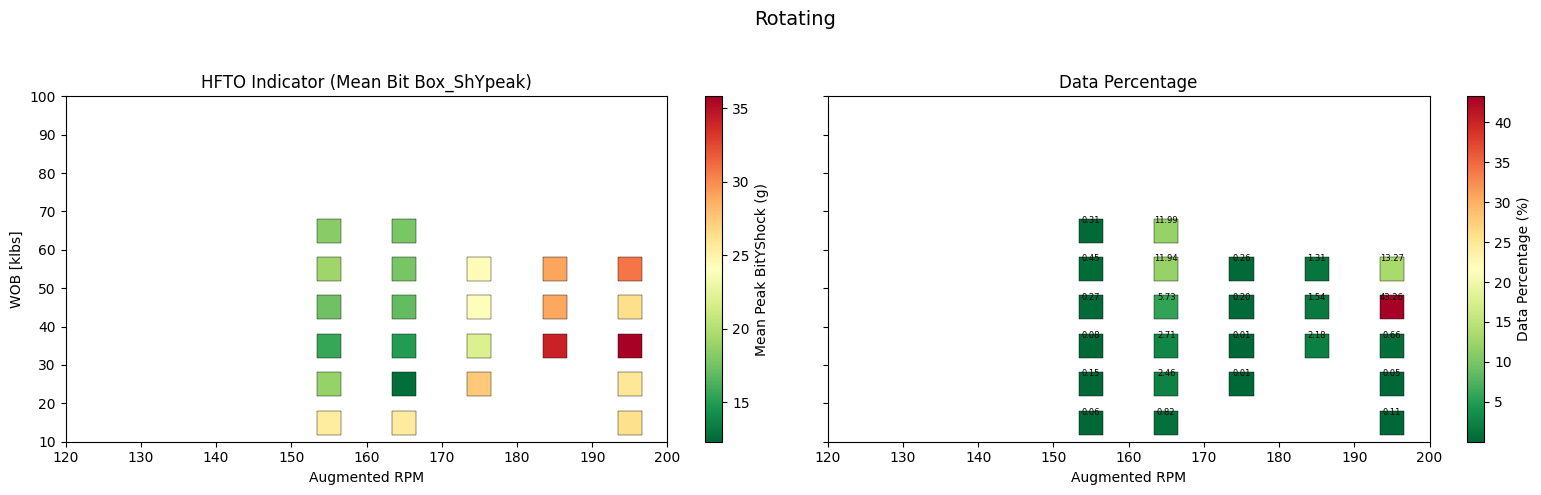 Rotating
HFTO Indicator (Mean Bit Box_ShYpeak)
WOB [klbs]
100
90
80
70
60
50
40
30
20
10
120 130 140 150 160 170 180 190 200
Augmented RPM
35
30
25
20
15
Mean Peak BitYShock (g)
Data Percentage
0.31 11.99
0.45 11.94 0.26 1.31 13.27
0.27 5.73 0.20 1.54 43.26
0.08 2.71 0.01 2.18 0.66
0.15 2.46 0.01 0.05
0.06 0.82 0.11
120 130 140 150 160 170 180 190 200
Augmented RPM
40
35
30
25
20
15
10
5
Data Percentage (%)